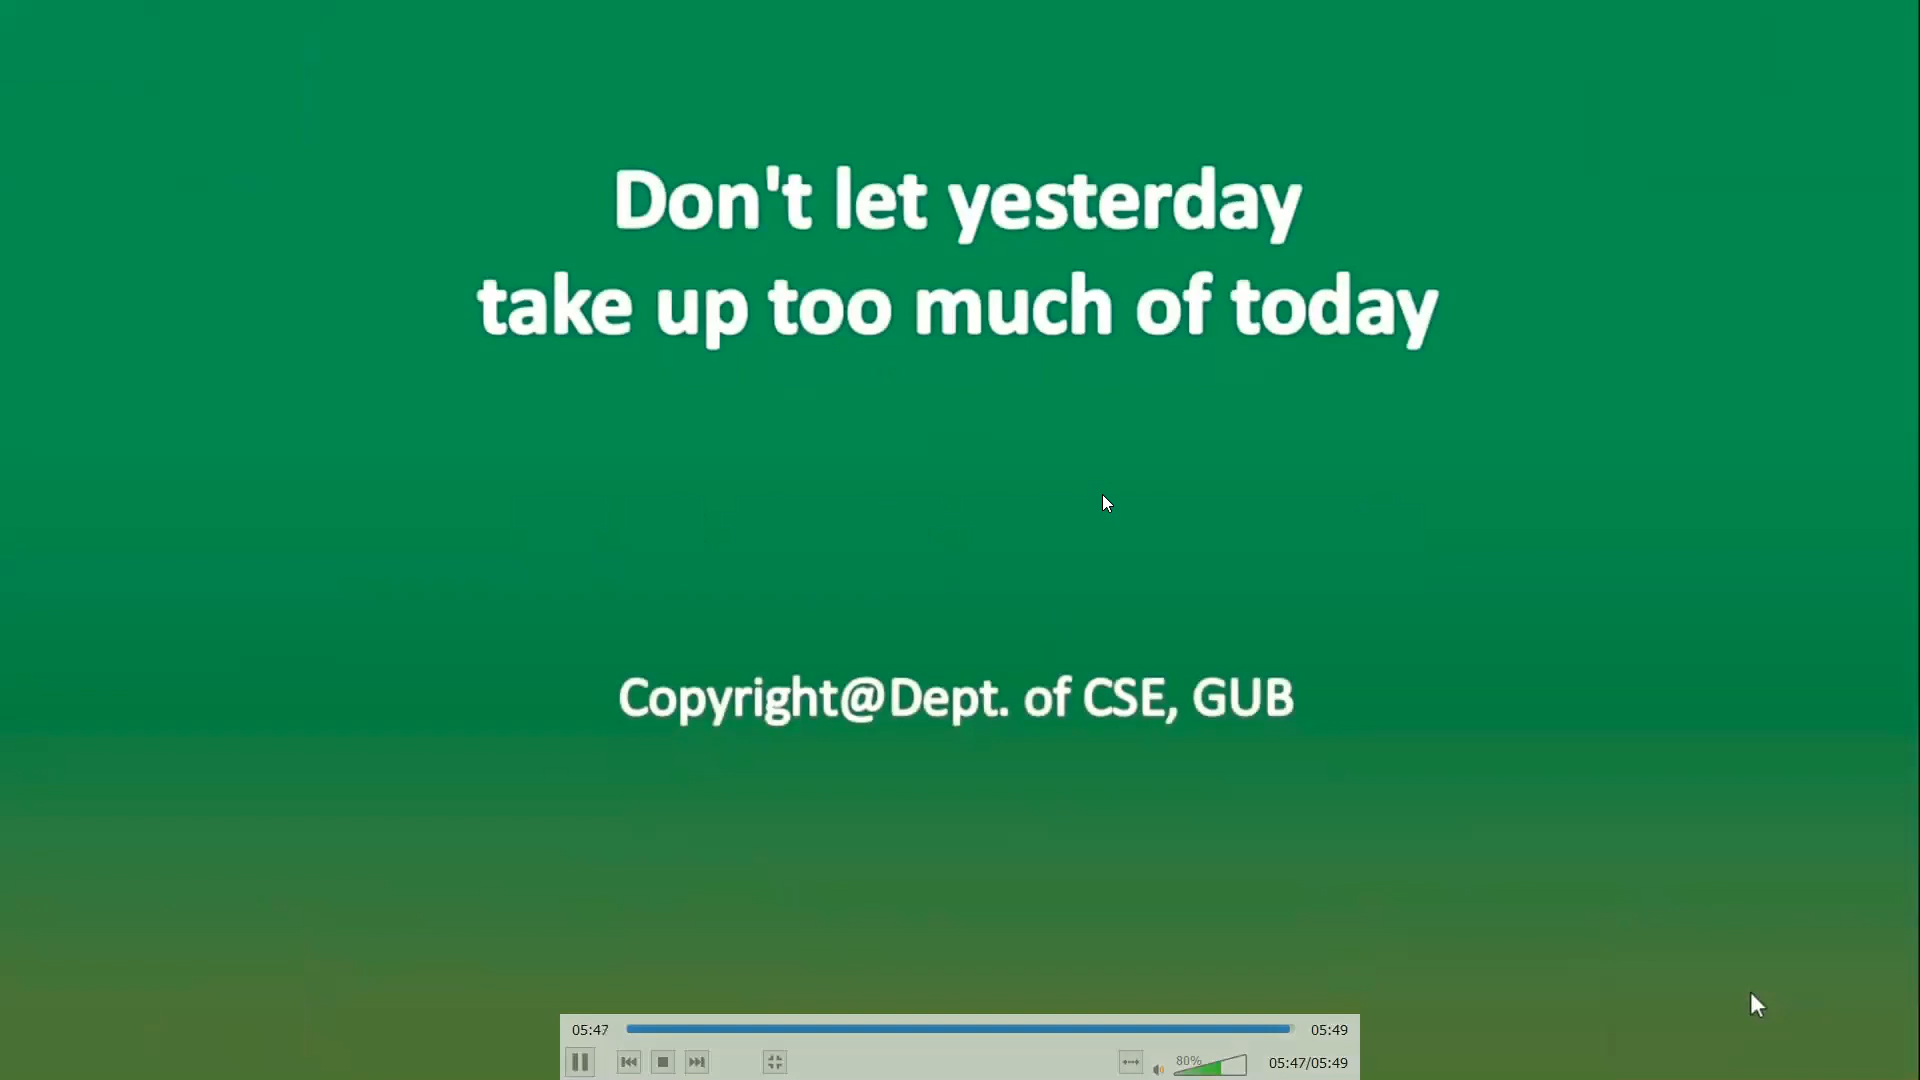 Don't let yesterday
take up too much of today
Copyright@Dept. of CSE, GUB
05:47 05:49
80% 05:47/05:49